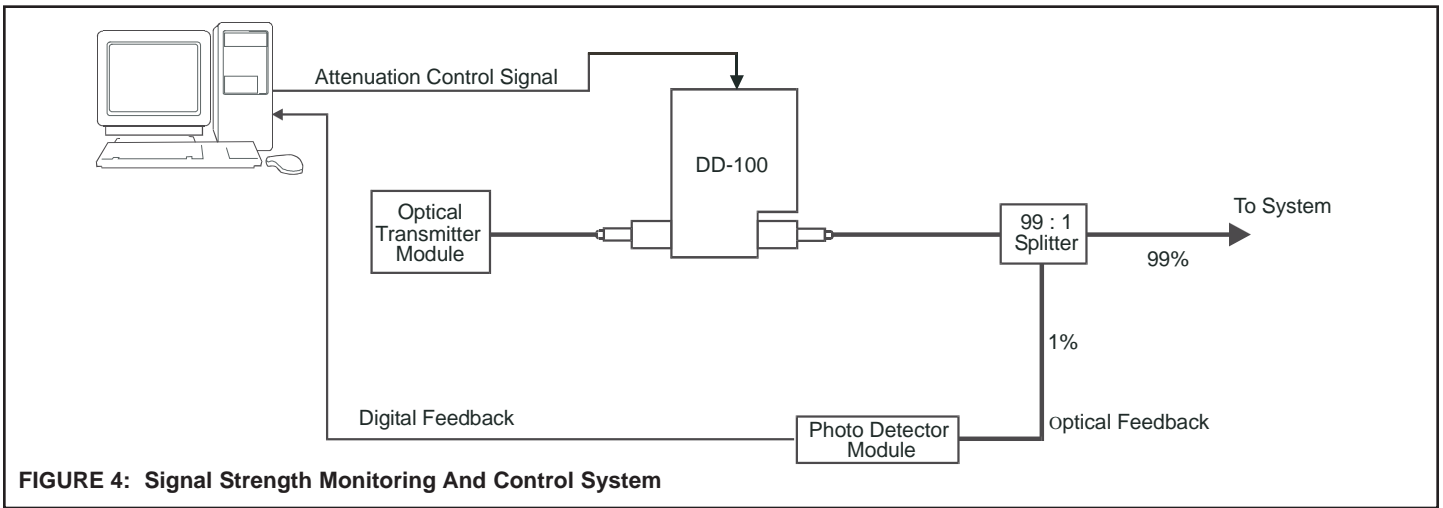 Attenuation Control Signal
DD-100
Optical
Transmitter
Module
99 : 1
Splitter
To System
99%
1%
Digital Feedback
Photo Detector
Module
Optical Feedback
FIGURE 4: Signal Strength Monitoring And Control System